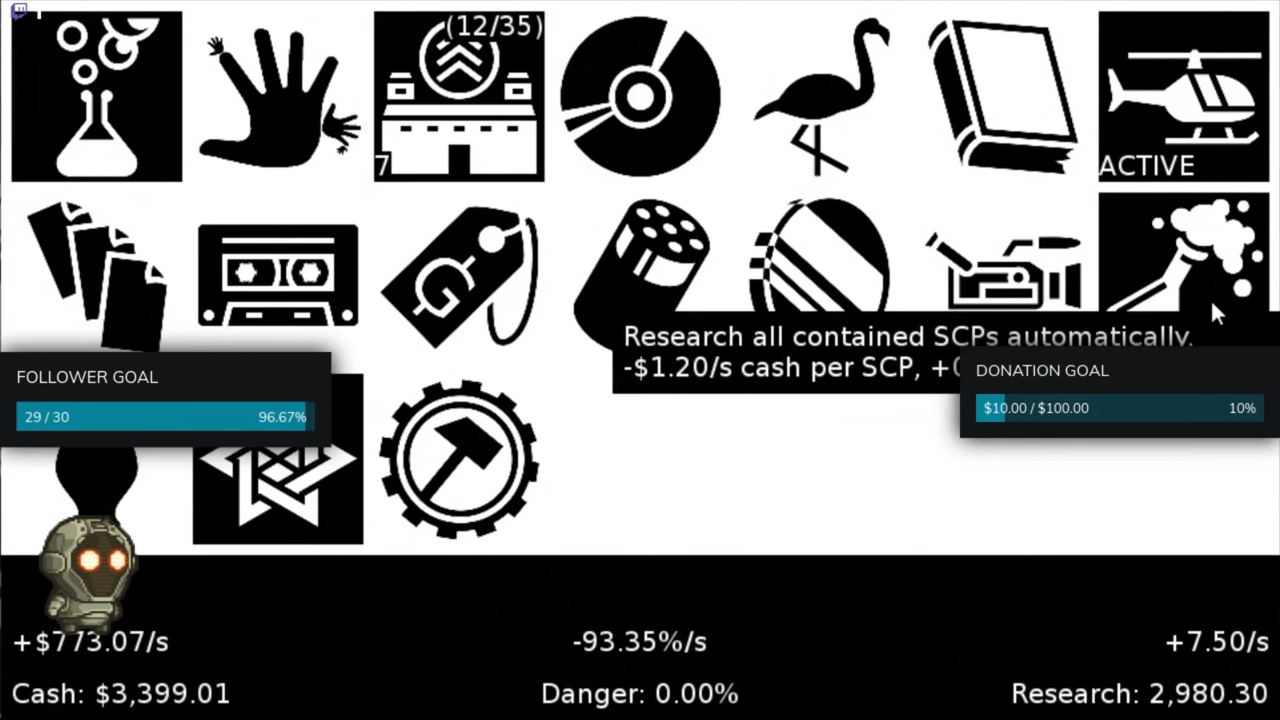 (12/35)
7
ACTIVE
G
Research all contained SCPs automatically.
-$1.20/s cash per SCP, +
FOLLOWER GOAL
29 / 30 96.67%
DONATION GOAL
$10.00 / $100.00 10%
+$773.07/s -93.35%/s +7.50/s
Cash: $3,399.01 Danger: 0.00% Research: 2,980.30